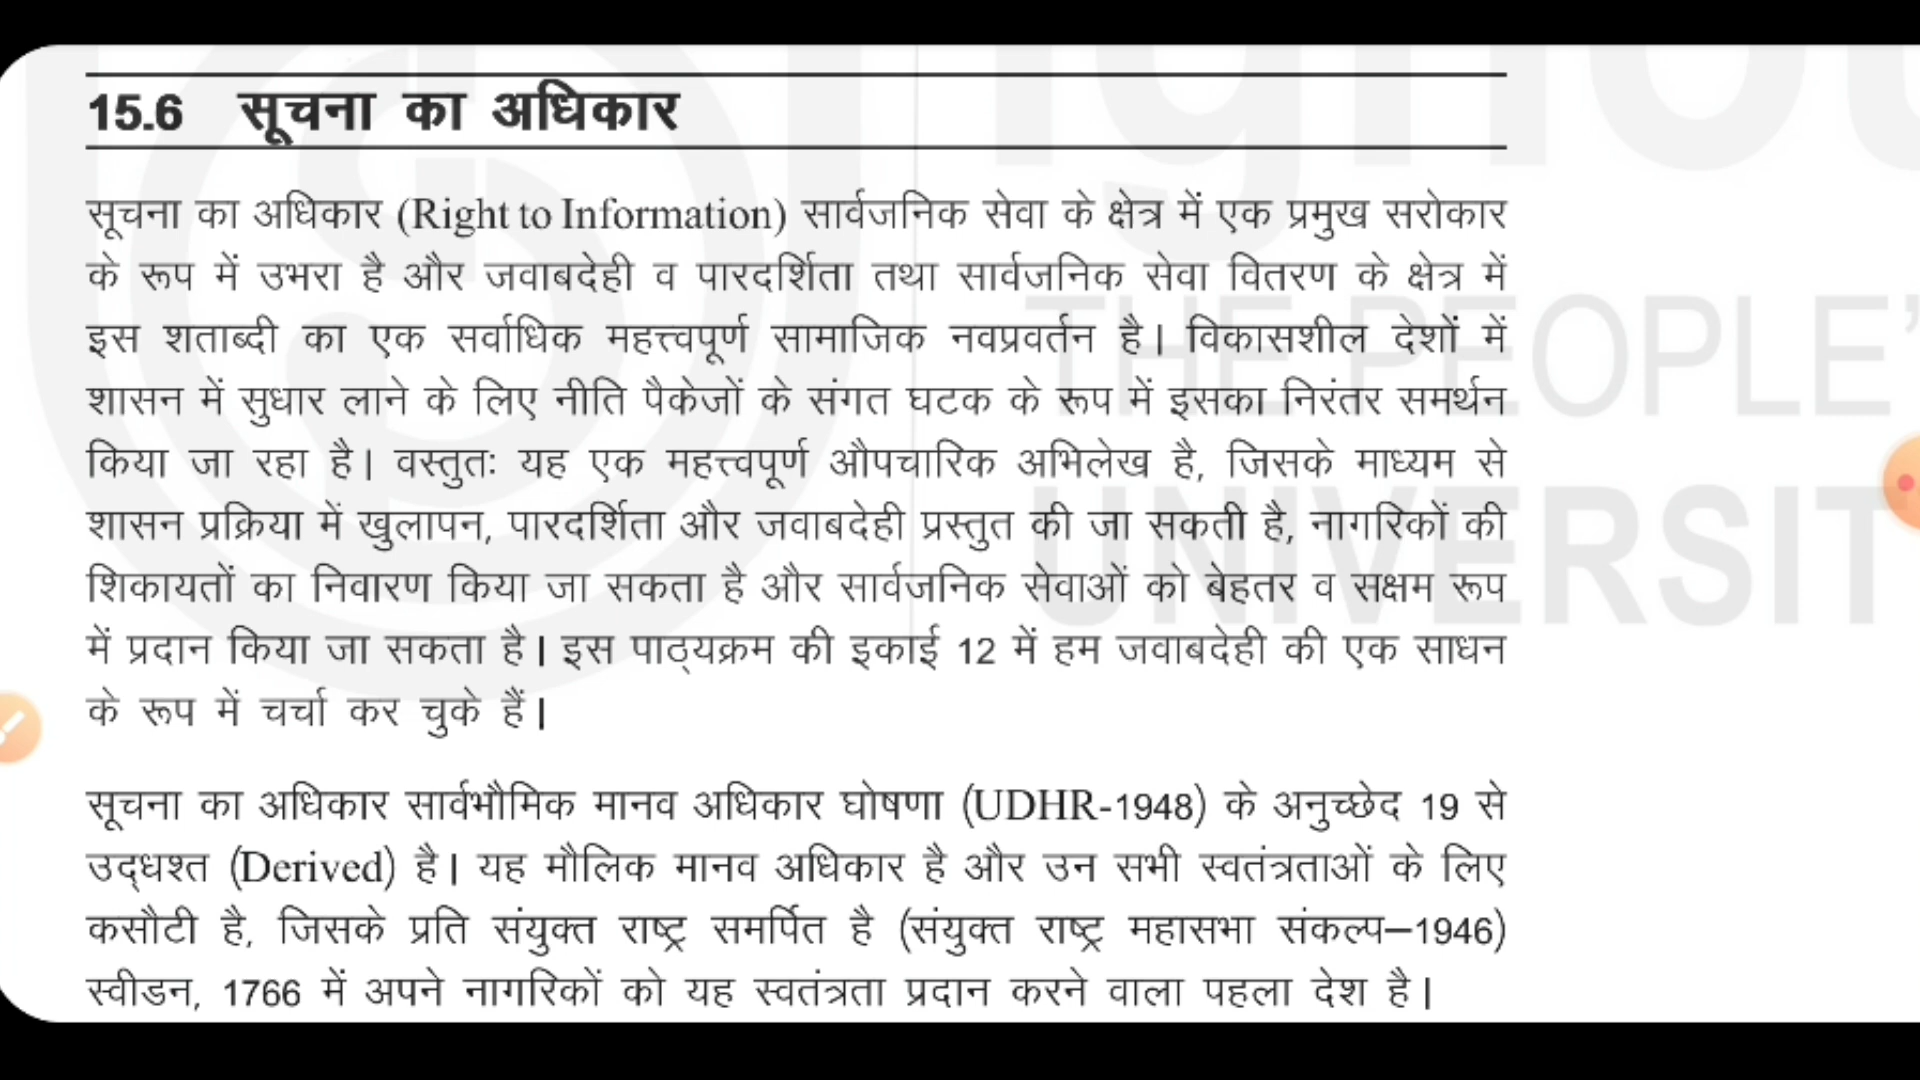 15.6 सूचना का अधिकार
सूचना का अधिकार (Right to Information) सार्वजनिक सेवा के क्षेत्र में एक प्रमुख सरोकार
के रूप में उभरा है और जवाबदेही व पारदर्शिता तथा सार्वजनिक सेवा वितरण के क्षेत्र में
इस शताब्दी का एक सर्वाधिक महत्त्वपूर्ण सामाजिक नवप्रवर्तन है। विकासशील देशों में
शासन में सुधार लाने के लिए नीति पैकेजों के संगत घटक के रूप में इसका निरंतर समर्थन
किया जा रहा है। वस्तुतः यह एक महत्त्वपूर्ण औपचारिक अभिलेख है, जिसके माध्यम से
शासन प्रक्रिया में खुलापन, पारदर्शिता और जवाबदेही प्रस्तुत की जा सकती है, नागरिकों की
शिकायतों का निवारण किया जा सकता है और सार्वजनिक सेवाओं को बेहतर व सक्षम रूप
में प्रदान किया जा सकता है। इस पाठ्यक्रम की इकाई 12 में हम जवाबदेही की एक साधन
के रूप में चर्चा कर चुके हैं।
सूचना का अधिकार सार्वभौमिक मानव अधिकार घोषणा (UDHR-1948) के अनुच्छेद 19 से
उद्धश्त (Derived) है। यह मौलिक मानव अधिकार है और उन सभी स्वतंत्रताओं के लिए
कसौटी है, जिसके प्रति संयुक्त राष्ट्र समर्पित है (संयुक्त राष्ट्र महासभा संकल्प–1946)
स्वीडन, 1766 में अपने नागरिकों को यह स्वतंत्रता प्रदान करने वाला पहला देश है।
THE PEOPLE'
UNIVERSIT